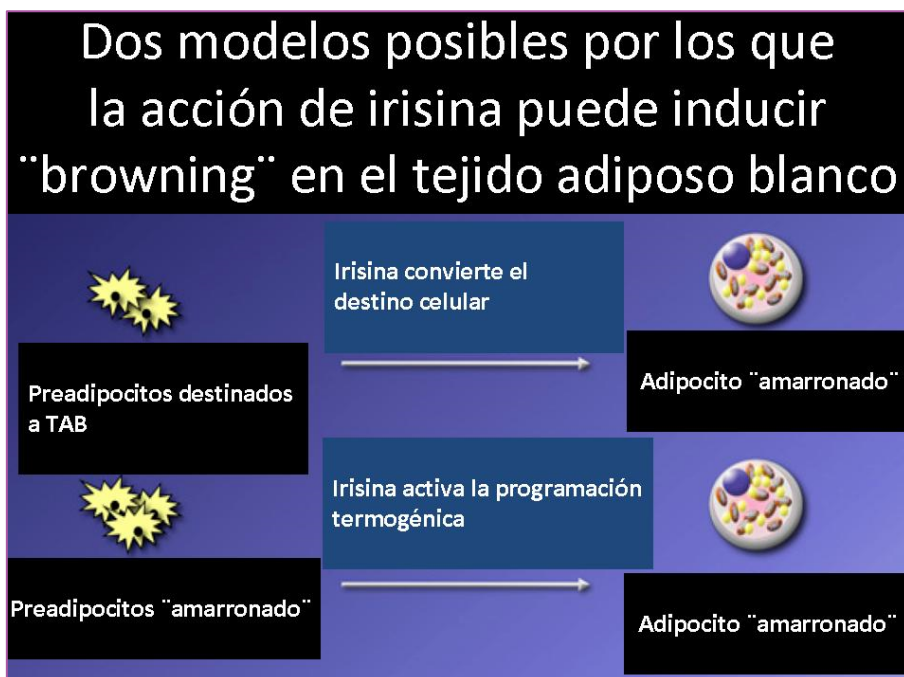 Dos modelos posibles por los que
la acción de irisina puede inducir
¨browning¨ en el tejido adiposo blanco
Irisina convierte el
destino celular
Preadipocitos destinados
a TAB
Adipocito ¨amarronado¨
Irisina activa la programación
termogénica
Preadipocitos ¨amarronado¨
Adipocito ¨amarronado¨